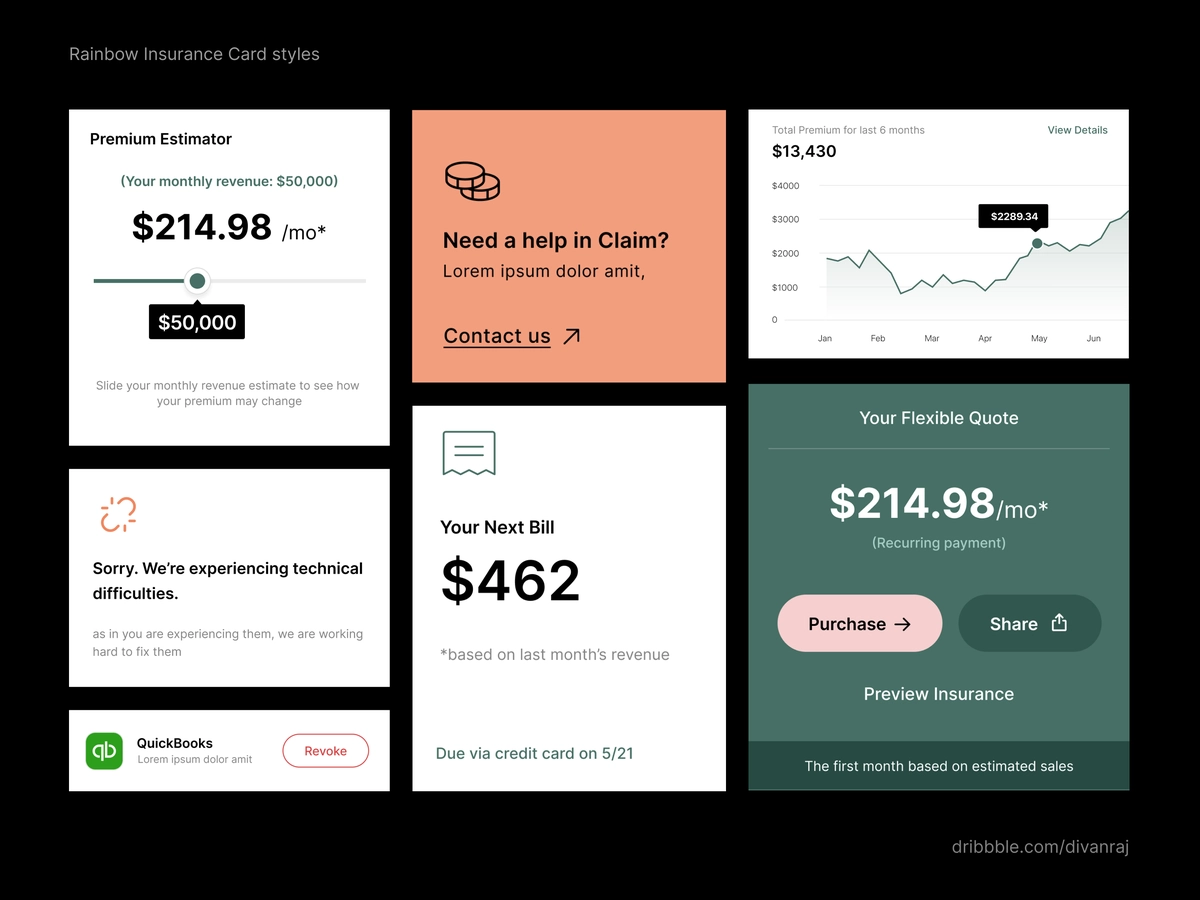 Rainbow Insurance Card styles
Premium Estimator
(Your monthly revenue: $50,000)
$214.98 /mo*
$50,000
Slide your monthly revenue estimate to see how
your premium may change
Sorry. We’re experiencing technical
difficulties.
as in you are experiencing them, we are working
hard to fix them
qb
QuickBooks
Lorem ipsum dolor amit
Revoke
Need a help in Claim?
Lorem ipsum dolor amit,
Contact us
Your Next Bill
$462
*based on last month’s revenue
Due via credit card on 5/21
Total Premium for last 6 months
View Details
$13,430
$4000
$3000
$2289.34
$2000
$1000
0
Jan Feb Mar Apr May Jun
Your Flexible Quote
$214.98/mo*
(Recurring payment)
Purchase
Share
Preview Insurance
The first month based on estimated sales
dribbble.com/divanraj